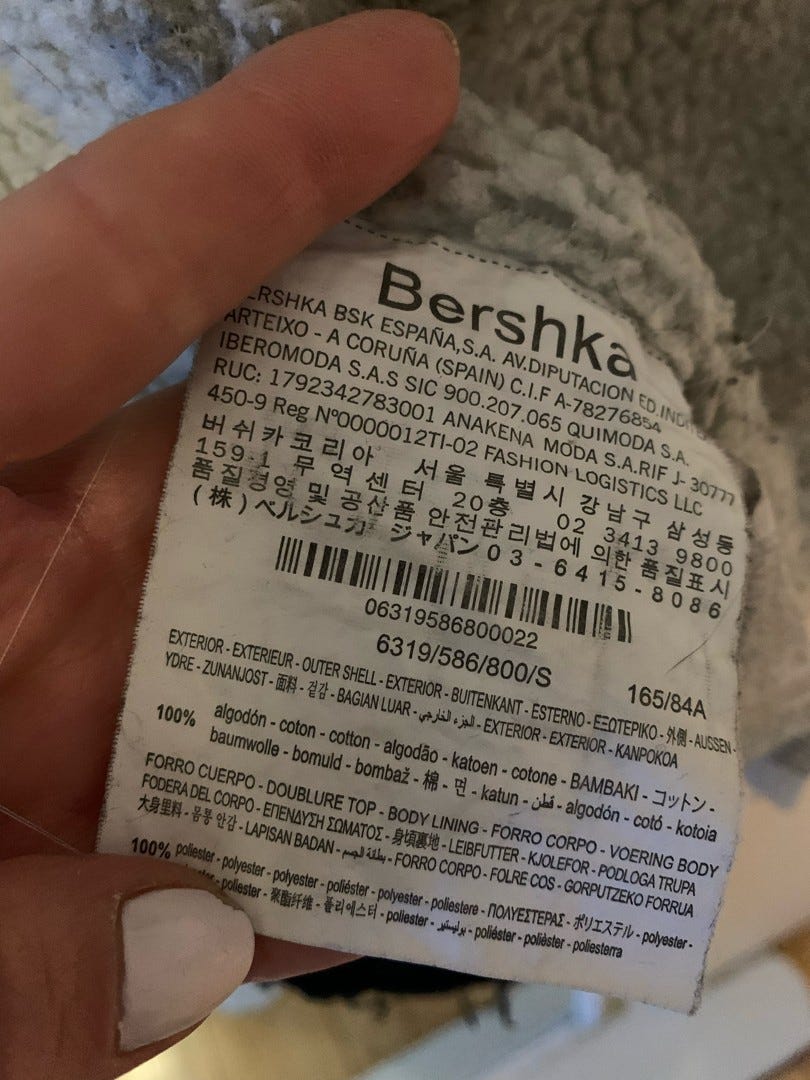 Bershka
BERSHKA BSK ESPAÑA,S.A. AV.DIPUTACION ED.INDI
ARTEIXO - A CORUÑA (SPAIN) C.I.F A-78276854
IBEROMODA S.A.S SIC 900.207.065 QUIMODA S.A.
RUC: 1792342783001 ANAKENA MODA S.A.RIF J- 30777
450-9 Reg Nº0000012TI-02 FASHION LOGISTICS LLC
버쉬카코리아 서울 특별시 강남구 삼성동
159-1 무역센터 20층 02 3413 9800
품질경영 및 공산품 안전관리법에 의한 품질표시
(株)ベルシュカ ジャパン03-6415-8086
06319586800022
6319/586/800/S
165/84A
EXTERIOR - EXTERIEUR - OUTER SHELL - EXTERIOR - BUITENKANT - ESTERNO - ΕΞΩΤΕΡΙΚΟ - 外側 - AUSSEN -
YDRE - ZUNANJOST - 面料 - 겉감 - BAGIAN LUAR - الجزء الخارجي - EXTERIOR - EXTERIOR - KANPOKOA
100% algodón - coton - cotton - algodão - katoen - cotone - ΒΑΜΒΑΚΙ - コットン -
baumwolle - bomuld - bombaž - 棉 - 면 - katun - قطن - algodón - cotó - kotoia
FORRO CUERPO - DOUBLURE TOP - BODY LINING - FORRO CORPO - VOERING BODY
FODERA DEL CORPO - ΕΠΕΝΔΥΣΗ ΣΩΜΑΤΟΣ - 身頃裏地 - LEIBFUTTER - KJOLEFOR - PODLOGA TRUPA
大身里料 - 몸통 안감 - LAPISAN BADAN - بطانة الجسم - FORRO CORPO - FOLRE COS - GORPUTZEKO FORRUA
100% poliester - polyester - polyester - poliéster - polyester - poliestere - ΠΟΛΥΕΣΤΕΡΑΣ - ポリエステル - polyester -
poliester - 聚酯纤维 - 폴리에스터 - poliester - بوليستير - poliéster - polièster - poliesterra